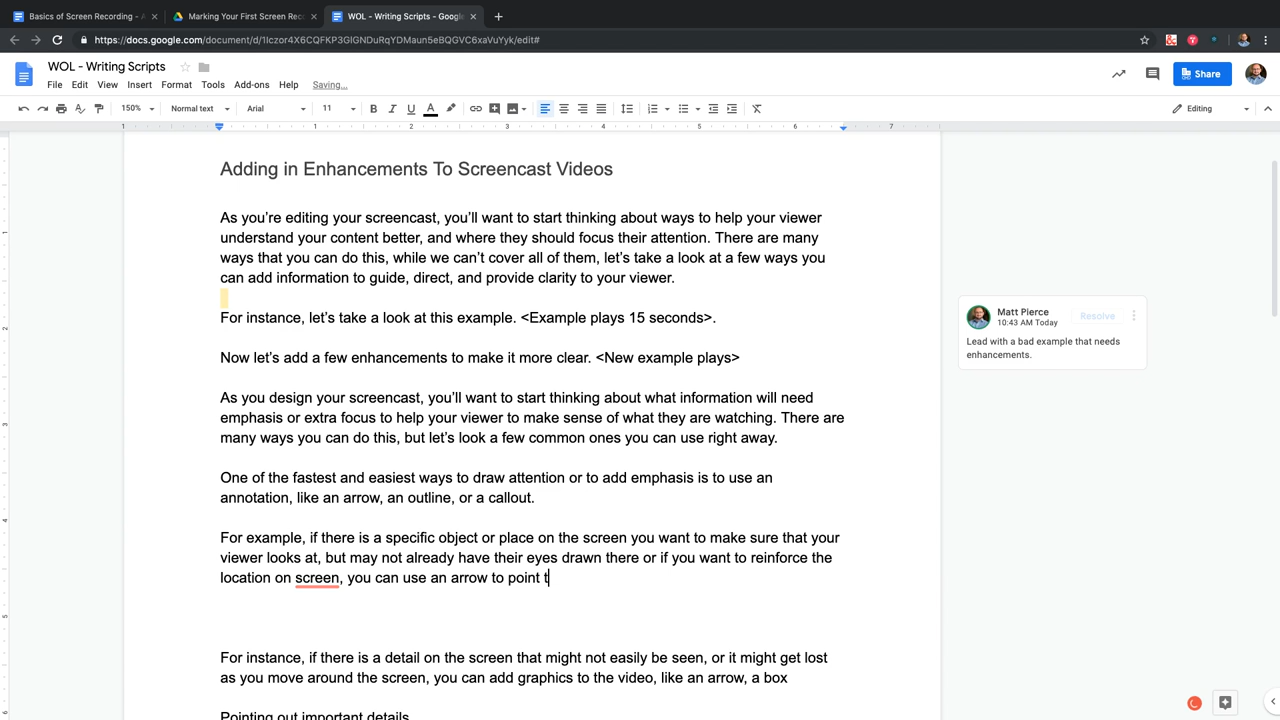 Basics of Screen Recording - A
Marking Your First Screen Rec
WOL - Writing Scripts - Google
https://docs.google.com/document/d/1Iczor4X6CQFKP3GIGNDuRqYDMaun5eBQGVC6xaVuYyk/edit#
WOL - Writing Scripts
File Edit View Insert Format Tools Add-ons Help Saving...
Share
150% Normal text Arial 11 Editing
1 1 2 3 4 5 6 7
Adding in Enhancements To Screencast Videos
As you’re editing your screencast, you’ll want to start thinking about ways to help your viewer
understand your content better, and where they should focus their attention. There are many
ways that you can do this, while we can’t cover all of them, let’s take a look at a few ways you
can add information to guide, direct, and provide clarity to your viewer.
For instance, let’s take a look at this example. <Example plays 15 seconds>.
Now let’s add a few enhancements to make it more clear. <New example plays>
As you design your screencast, you’ll want to start thinking about what information will need
emphasis or extra focus to help your viewer to make sense of what they are watching. There are
many ways you can do this, but let’s look a few common ones you can use right away.
One of the fastest and easiest ways to draw attention or to add emphasis is to use an
annotation, like an arrow, an outline, or a callout.
For example, if there is a specific object or place on the screen you want to make sure that your
viewer looks at, but may not already have their eyes drawn there or if you want to reinforce the
location on screen, you can use an arrow to point t
For instance, if there is a detail on the screen that might not easily be seen, or it might get lost
as you move around the screen, you can add graphics to the video, like an arrow, a box
Pointing out important details
Matt Pierce
10:43 AM Today
Resolve
Lead with a bad example that needs
enhancements.
1
2
3
4
5
6